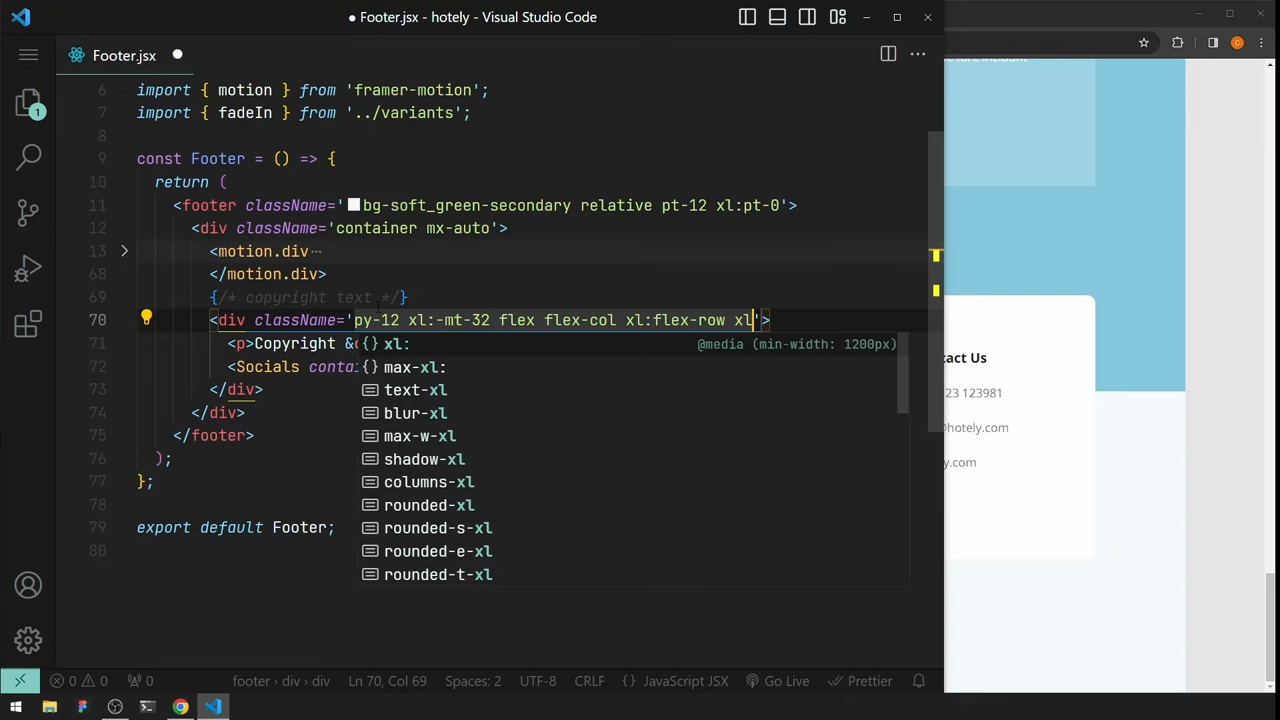 ● Footer.jsx - hotely - Visual Studio Code
Footer.jsx ●
6 import { motion } from 'framer-motion';
7 import { fadeIn } from '../variants';
8
9 const Footer = () => {
10 return (
11 <footer className='bg-soft_green-secondary relative pt-12 xl:pt-0'>
12 <div className='container mx-auto'>
13 <motion.div ···
68 </motion.div>
69 {/* copyright text */}
70 <div className='py-12 xl:-mt-32 flex flex-col xl:flex-row xl'>
71 <p>Copyright &c
72 <Socials conta
73 </div>
74 </div>
75 </footer>
76 );
77 };
78
79 export default Footer;
80
{} xl: @media (min-width: 1200px)
{} max-xl:
text-xl
blur-xl
max-w-xl
shadow-xl
columns-xl
rounded-xl
rounded-s-xl
rounded-e-xl
rounded-t-xl
1
C
tact Us
23 123981
@hotely.com
y.com
0 0 0 footer › div › div Ln 70, Col 69 Spaces: 2 UTF-8 CRLF {} JavaScript JSX Go Live Prettier